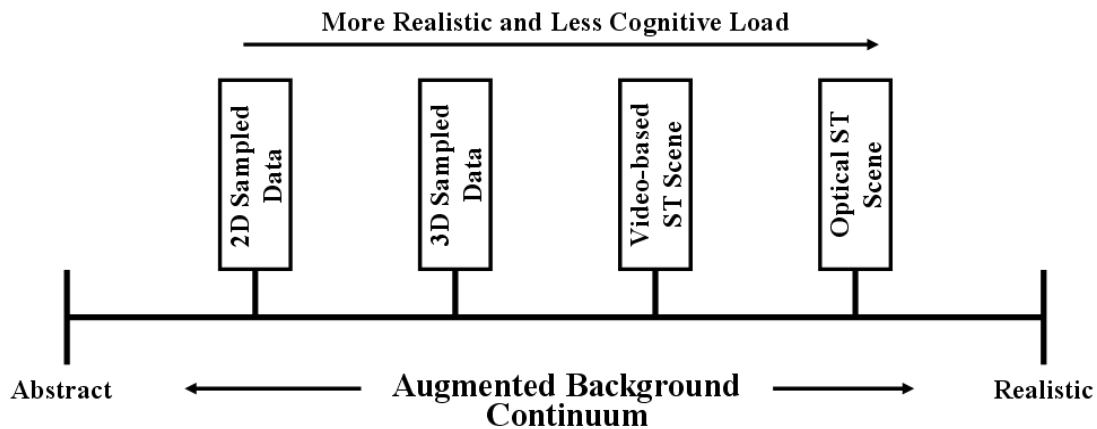 More Realistic and Less Cognitive Load
2D Sampled
Data
3D Sampled
Data
Video-based
ST Scene
Optical ST
Scene
Abstract
Augmented Background
Continuum
Realistic